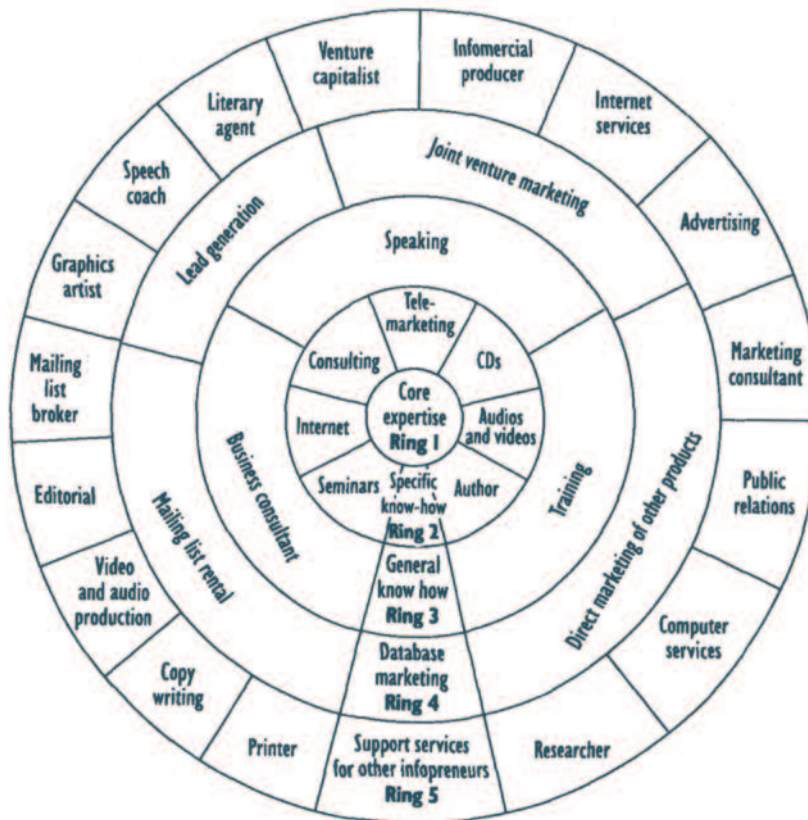 Venture
capitalist
Infomercial
producer
Internet
services
Advertising
Marketing
consultant
Public
relations
Computer
services
Researcher
Support services
for other infopreneurs
Ring 5
Printer
Copy
writing
Video
and audio
production
Editorial
Mailing
list
broker
Graphics
artist
Speech
coach
Literary
agent
Joint venture marketing
Direct marketing of other products
Database
marketing
Ring 4
Mailing list rental
Lead generation
Speaking
Training
General
know how
Ring 3
Business consultant
Tele-
marketing
CDs
Audios
and videos
Author
Specific
know-how
Ring 2
Seminars
Internet
Consulting
Core
expertise
Ring 1